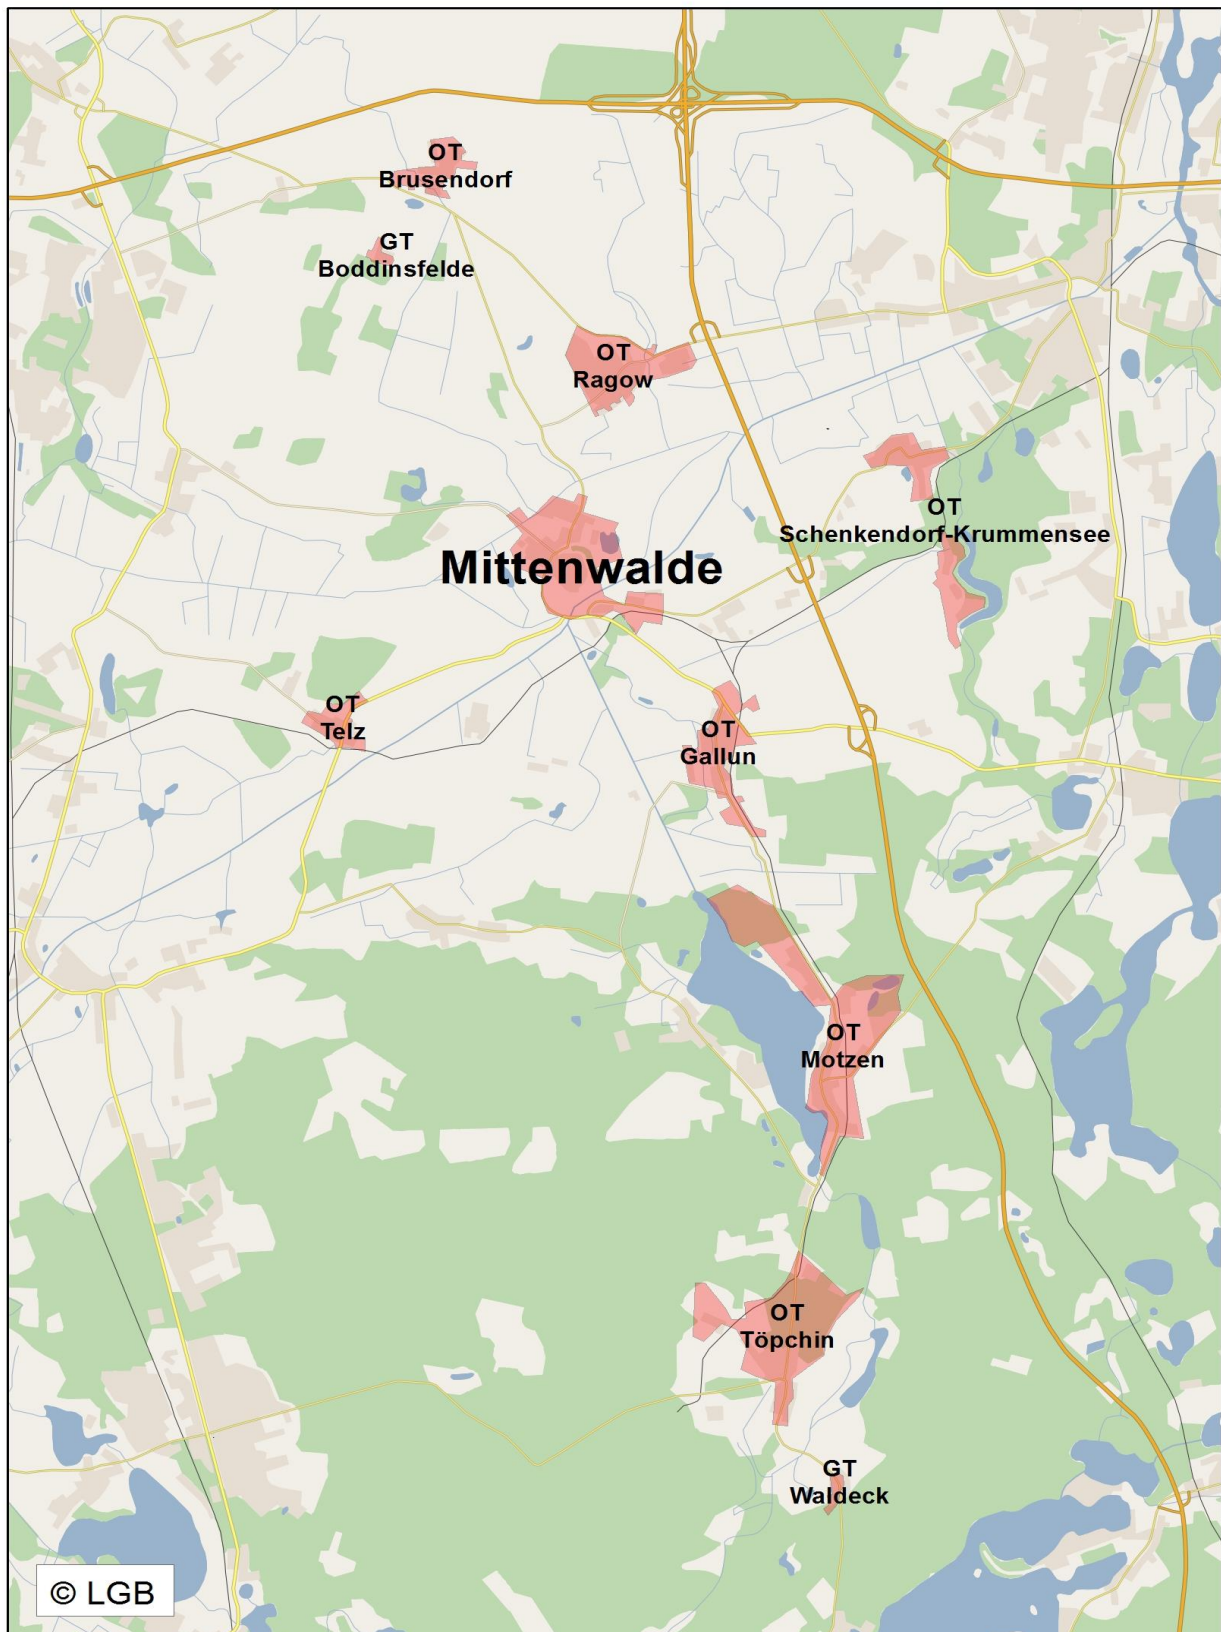 OT
Brusendorf
GT
Boddinsfelde
OT
Ragow
OT
Schenkendorf-Krummensee
Mittenwalde
OT
Telz
OT
Gallun
OT
Motzen
OT
Töpchin
GT
Waldeck
© LGB